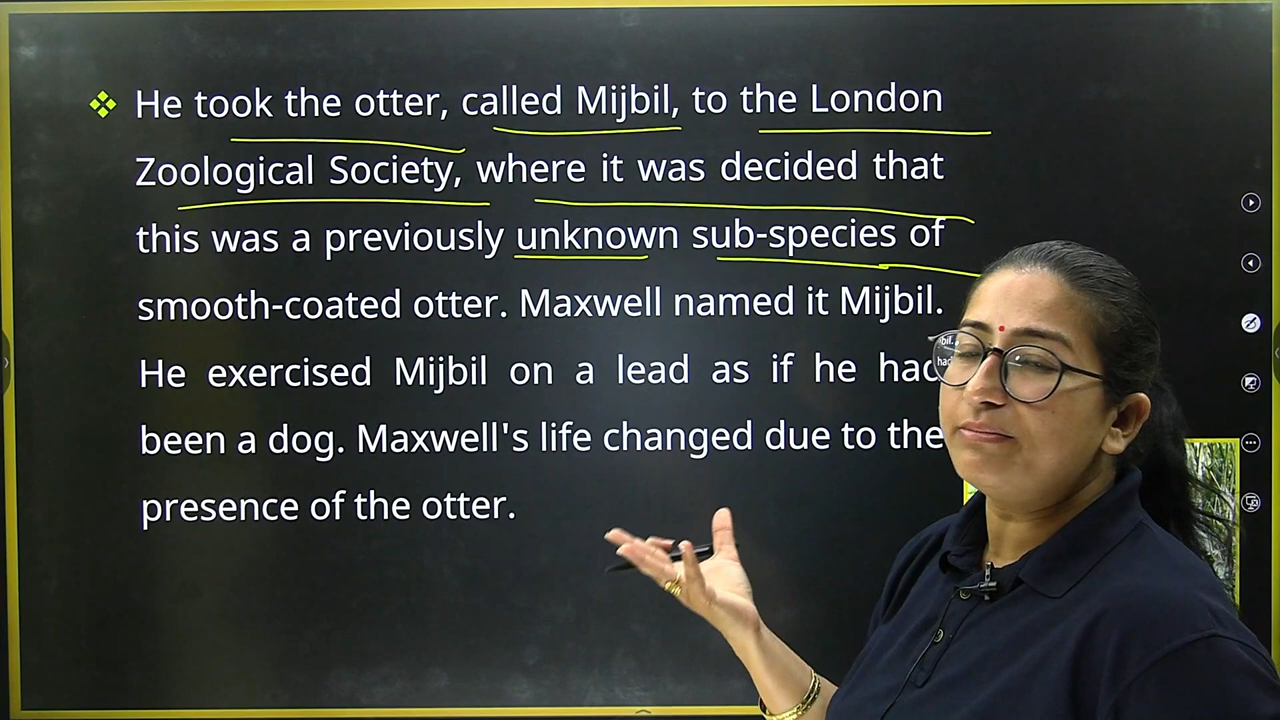 He took the otter, called Mijbil, to the London
Zoological Society, where it was decided that
this was a previously unknown sub-species of
smooth-coated otter. Maxwell named it Mijbil.
He exercised Mijbil on a lead as if he had
been a dog. Maxwell's life changed due to the
presence of the otter.